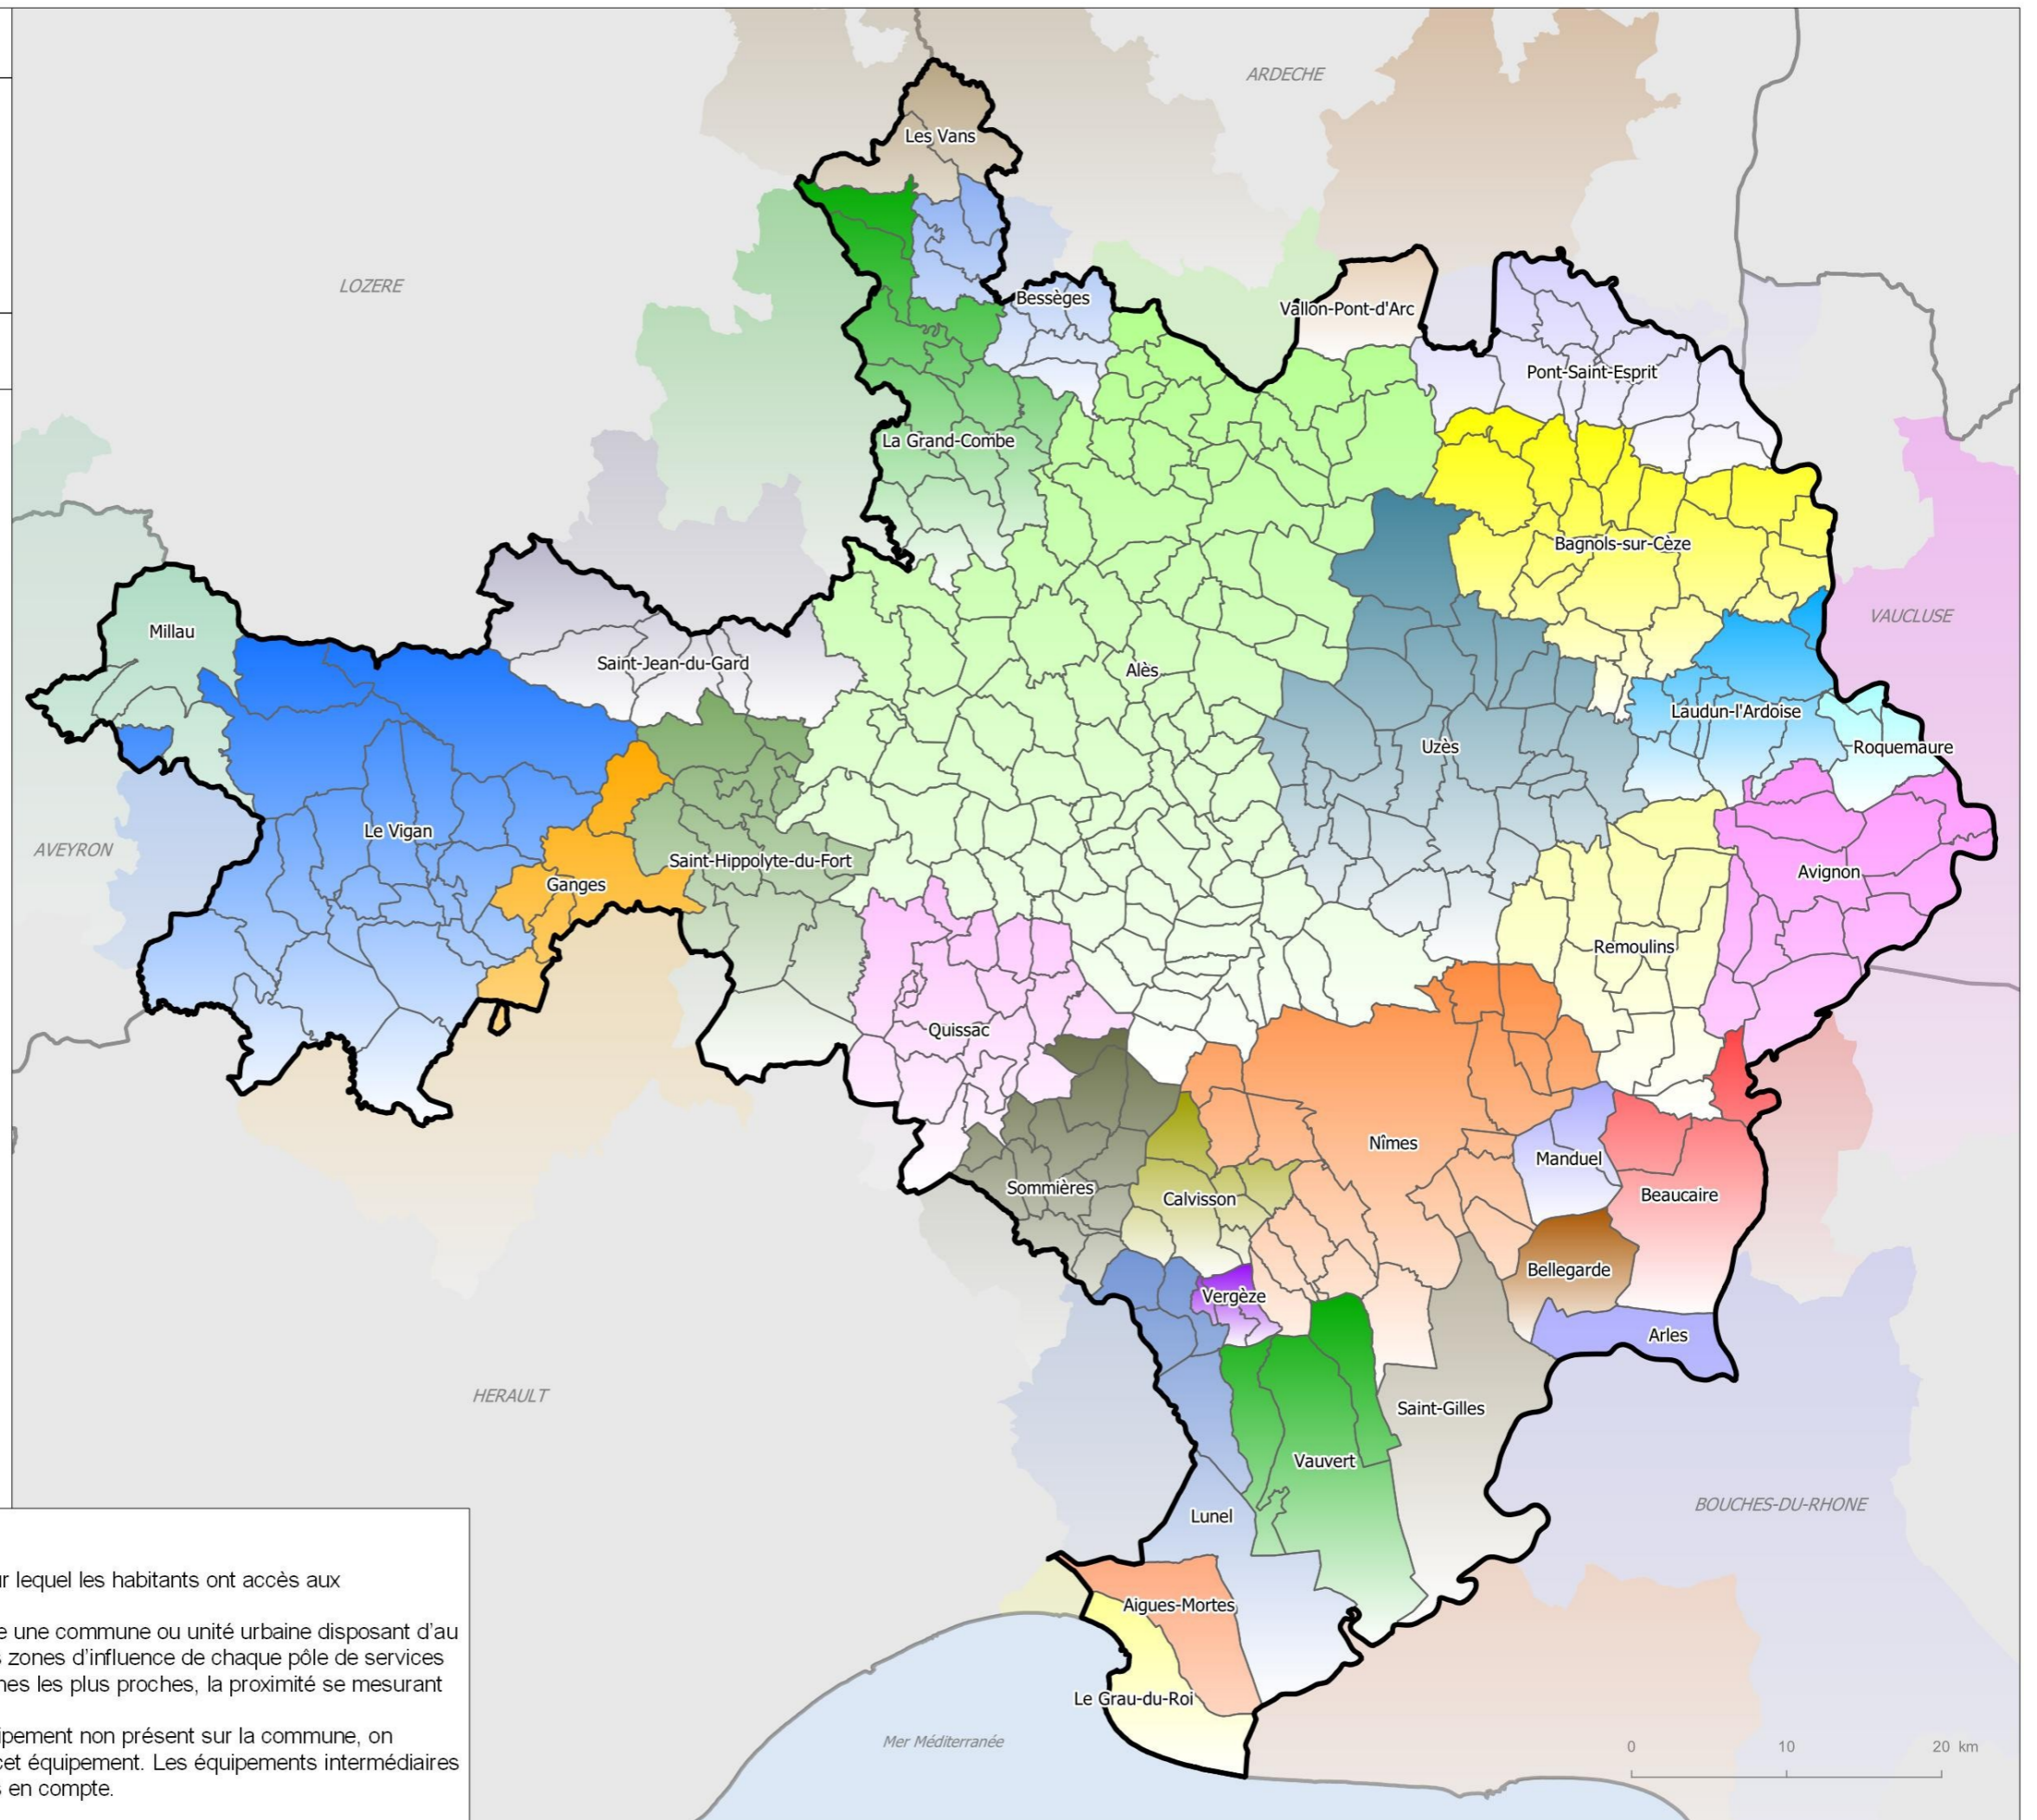 ARDECHE
Les Vans
LOZERE
Bessèges
Vallon-Pont-d'Arc
Pont-Saint-Esprit
La Grand-Combe
Bagnols-sur-Cèze
VAUCLUSE
Millau
Saint-Jean-du-Gard
Alès
Laudun-l'Ardoise
Uzès
Roquemaure
Le Vigan
AVEYRON
Saint-Hippolyte-du-Fort
Avignon
Ganges
Remoulins
Quissac
Nîmes
Manduel
Sommières
Beaucaire
Calvisson
Bellegarde
Vergèze
Arles
HERAULT
Saint-Gilles
Vauvert
BOUCHES-DU-RHONE
Lunel
Aigues-Mortes
Le Grau-du-Roi
Mer Méditerranée
0 10 20 km
lequel les habitants ont accès aux
une commune ou unité urbaine disposant d'au
zones d'influence de chaque pôle de services
les plus proches, la proximité se mesurant
non présent sur la commune, on
cet équipement. Les équipements intermédiaires
en compte.